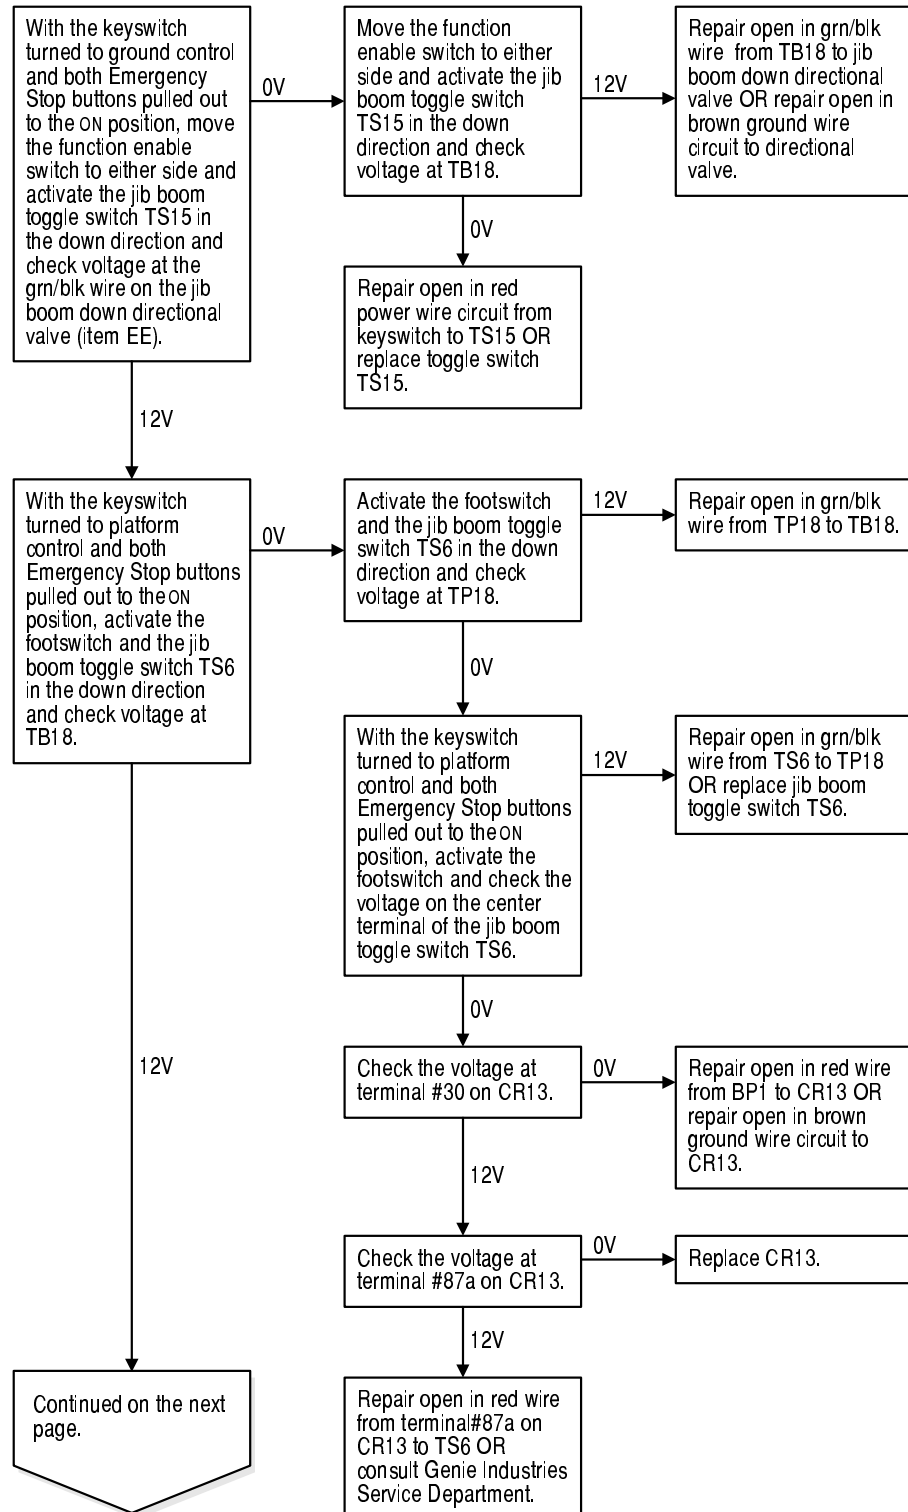 With the keyswitch
turned to ground control
and both Emergency
Stop buttons pulled out
to the ON position, move
the function enable
switch to either side and
activate the jib boom
toggle switch TS15 in
the down direction and
check voltage at the
grn/blk wire on the jib
boom down directional
valve (item EE).
0V
Move the function
enable switch to either
side and activate the jib
boom toggle switch
TS15 in the down
direction and check
voltage at TB18.
12V
Repair open in grn/blk
wire from TB18 to jib
boom down directional
valve OR repair open in
brown ground wire
circuit to directional
valve.
0V
Repair open in red
power wire circuit from
keyswitch to TS15 OR
replace toggle switch
TS15.
12V
With the keyswitch
turned to platform
control and both
Emergency Stop buttons
pulled out to the ON
position, activate the
footswitch and the jib
boom toggle switch TS6
in the down direction
and check voltage at
TB18.
0V
Activate the footswitch
and the jib boom toggle
switch TS6 in the down
direction and check
voltage at TP18.
12V
Repair open in grn/blk
wire from TP18 to TB18.
0V
With the keyswitch
turned to platform
control and both
Emergency Stop buttons
pulled out to the ON
position, activate the
footswitch and check the
voltage on the center
terminal of the jib boom
toggle switch TS6.
12V
Repair open in grn/blk
wire from TS6 to TP18
OR replace jib boom
toggle switch TS6.
0V
Check the voltage at
terminal #30 on CR13.
0V
Repair open in red wire
from BP1 to CR13 OR
repair open in brown
ground wire circuit to
CR13.
12V
Check the voltage at
terminal #87a on CR13.
0V
Replace CR13.
12V
Repair open in red wire
from terminal#87a on
CR13 to TS6 OR
consult Genie Industries
Service Department.
12V
Continued on the next
page.